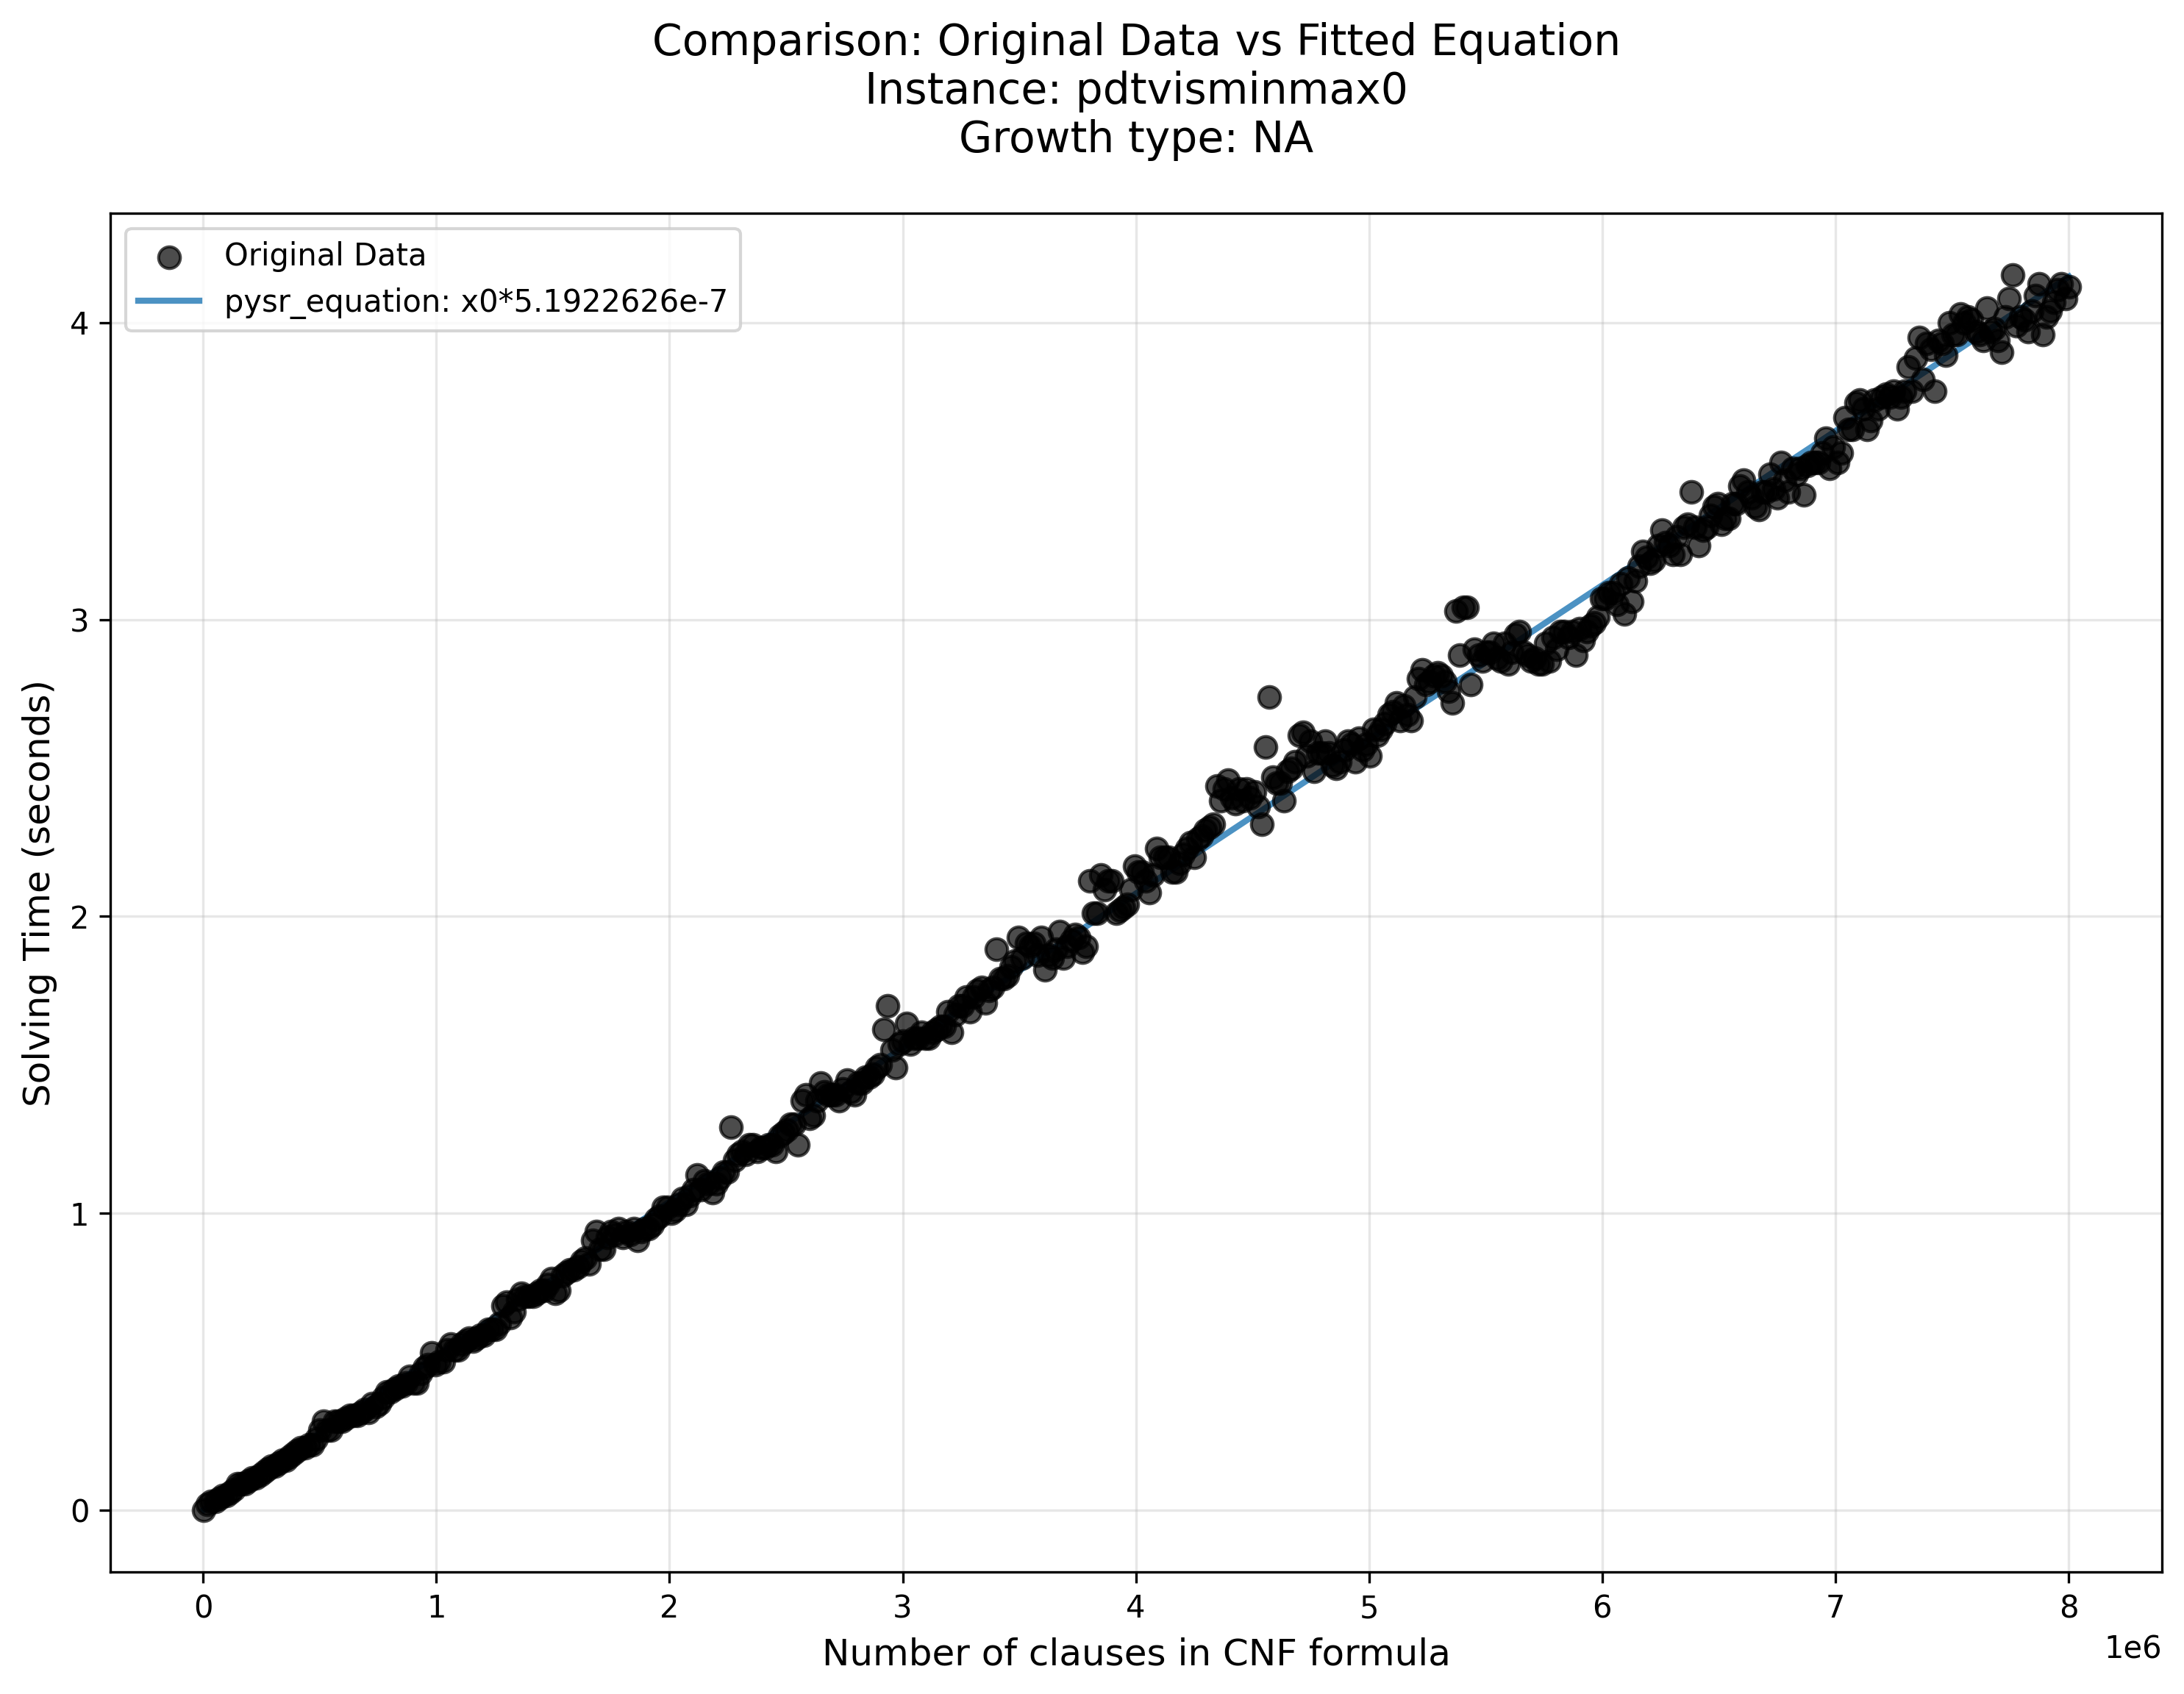 Comparison: Original Data vs Fitted Equation
Instance: pdtvisminmax0
Growth type: NA
Original Data
pysr_equation: x0*5.1922626e-7
Solving Time (seconds)
4
3
2
1
0
0 1 2 3 4 5 6 7 8
1e6
Number of clauses in CNF formula